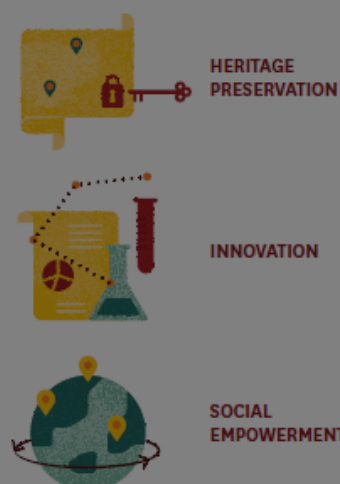 HERITAGE
PRESERVATION
INNOVATION
SOCIAL
EMPOWERMENT